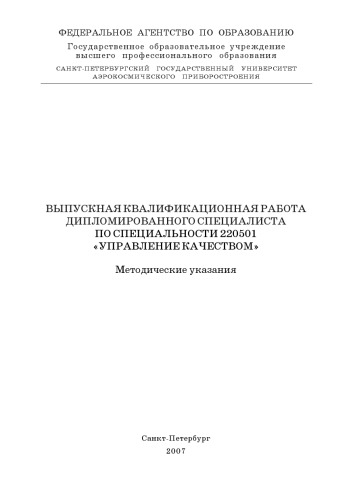 ФЕДЕРАЛЬНОЕ АГЕНТСТВО ПО ОБРАЗОВАНИЮ
Государственное образовательное учреждение
высшего профессионального образования
САНКТ-ПЕТЕРБУРГСКИЙ ГОСУДАРСТВЕННЫЙ УНИВЕРСИТЕТ
АЭРОКОСМИЧЕСКОГО ПРИБОРОСТРОЕНИЯ
ВЫПУСКНАЯ КВАЛИФИКАЦИОННАЯ РАБОТА
ДИПЛОМИРОВАННОГО СПЕЦИАЛИСТА
ПО СПЕЦИАЛЬНОСТИ 220501
«УПРАВЛЕНИЕ КАЧЕСТВОМ»
Методические указания
Санкт-Петербург
2007